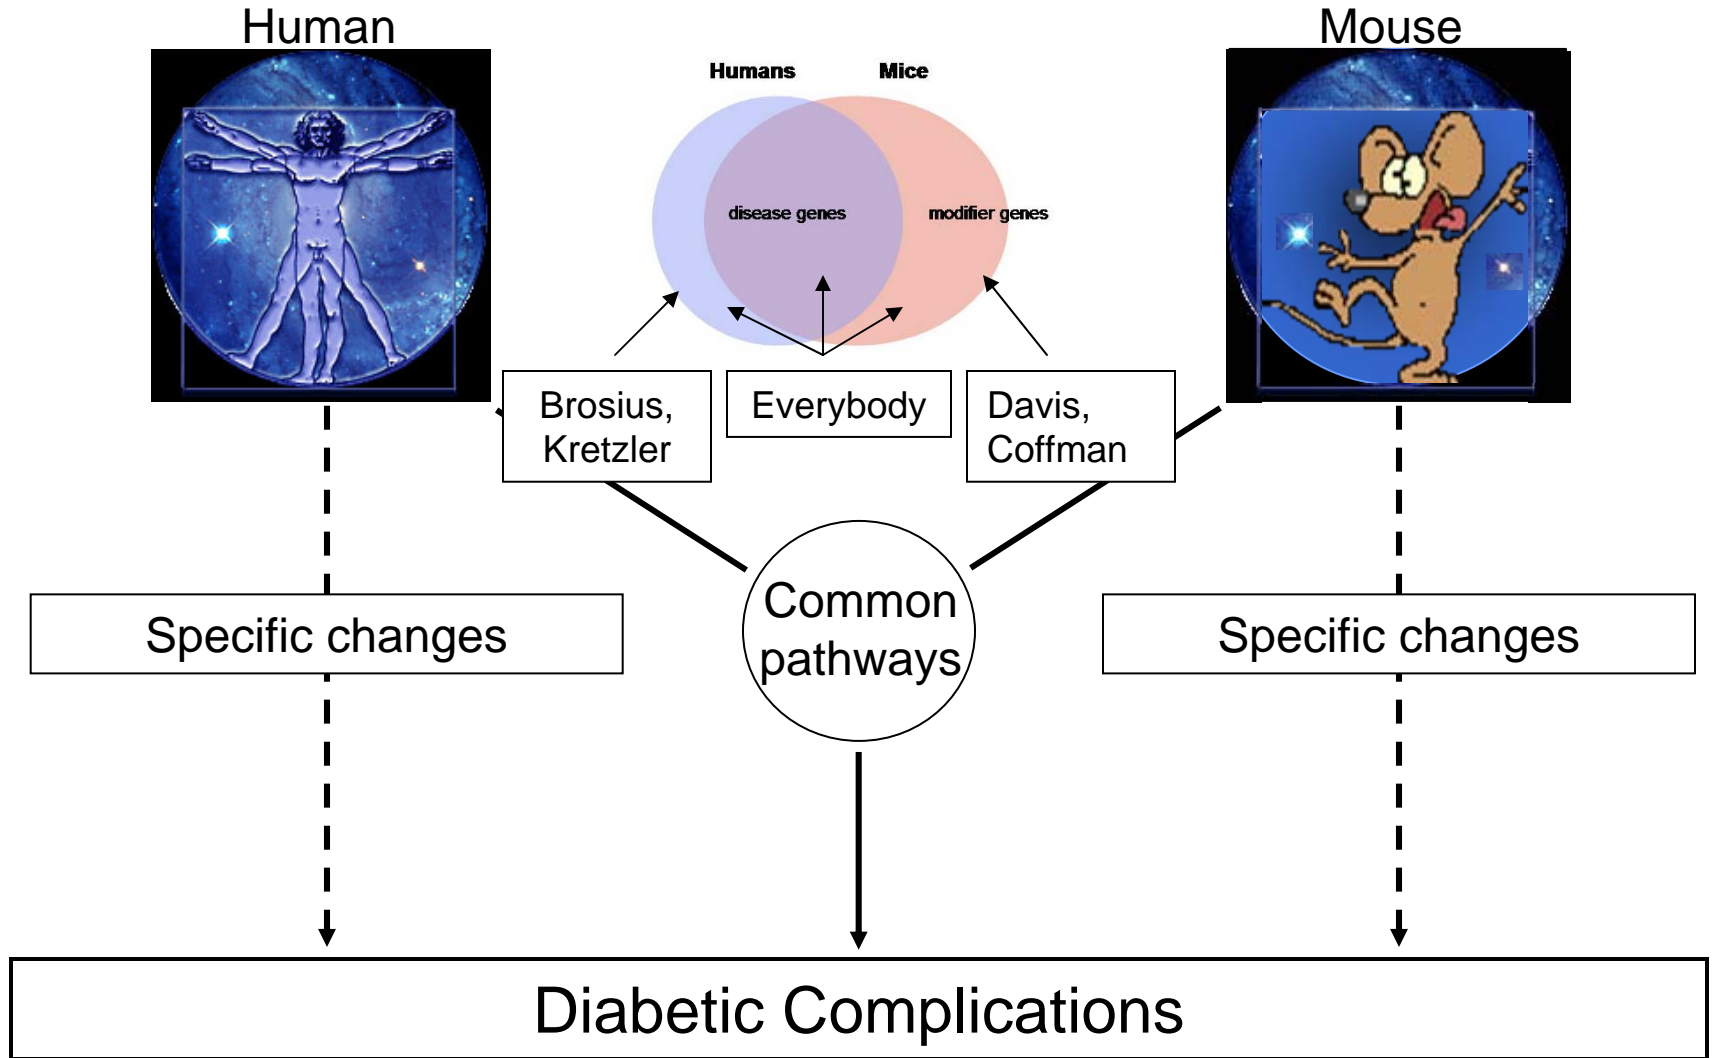 Human
Mouse
Humans
Mice
disease genes
modifier genes
Brosius,
Kretzler
Everybody
Davis,
Coffman
Common
pathways
Specific changes
Specific changes
Diabetic Complications